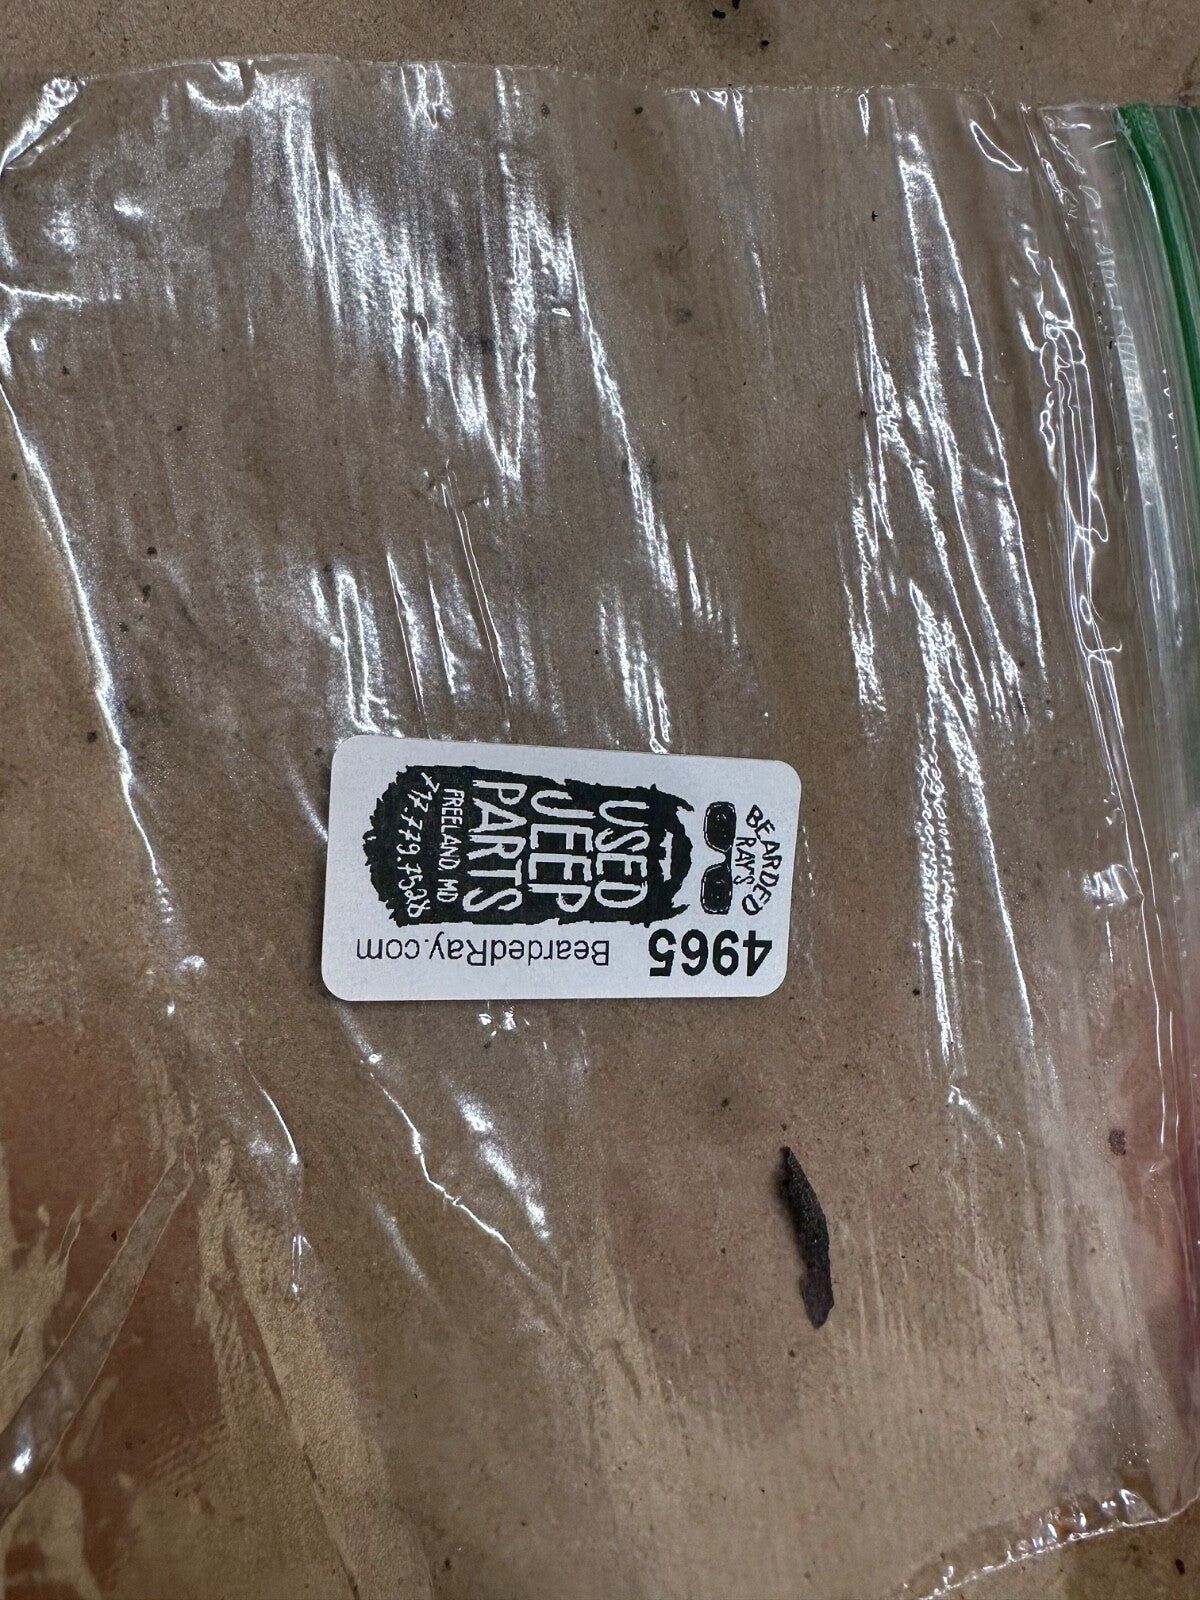 BEARDED
RAY'S
USED
JEEP
PARTS
FREELAND, MD
717.779.7528
4965
BeardedRay.com